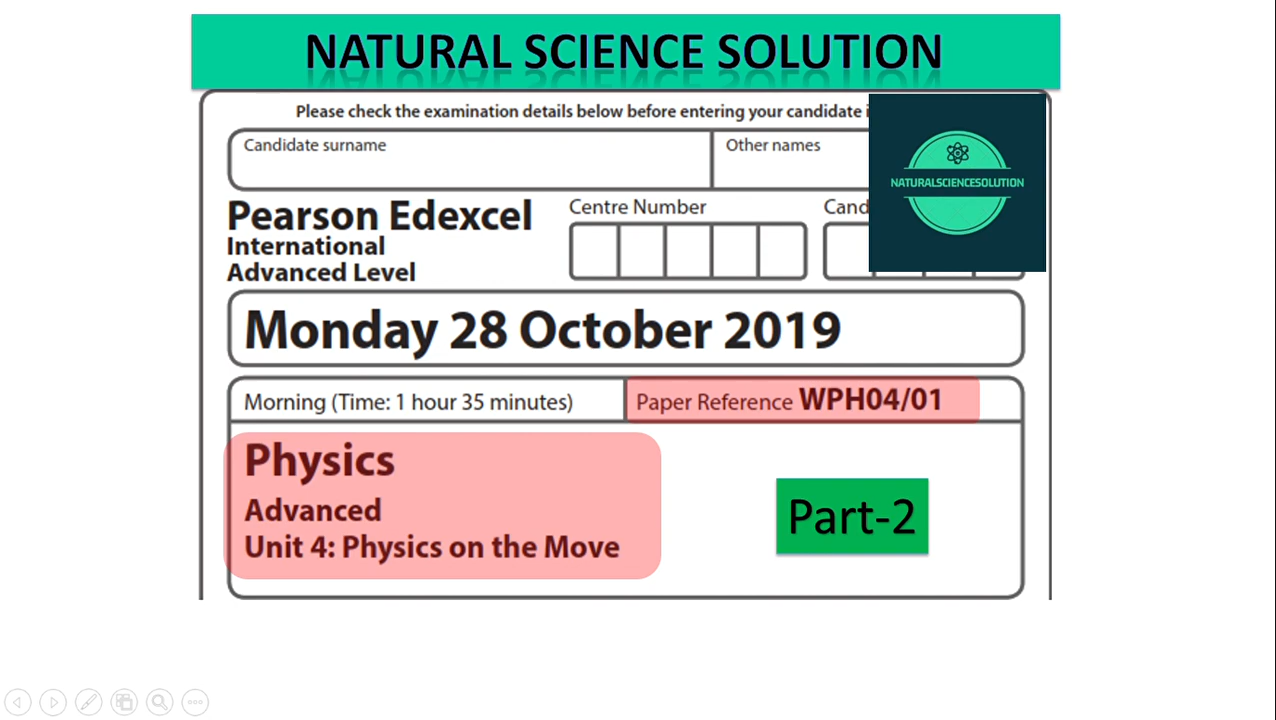 NATURAL SCIENCE SOLUTION
Please check the examination details below before entering your candidate
Candidate surname
Other names
NATURALSCIENCESOLUTION
Pearson Edexcel
International
Advanced Level
Centre Number
Monday 28 October 2019
Morning (Time: 1 hour 35 minutes)
Paper Reference WPH04/01
Physics
Advanced
Unit 4: Physics on the Move
Part-2